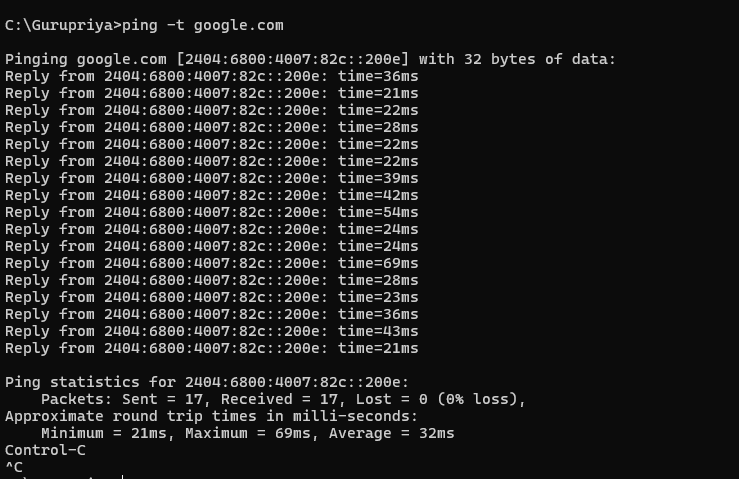 C:\Gurupriya>ping -t google.com
Pinging google.com [2404:6800:4007:82c::200e] with 32 bytes of data:
Reply from 2404:6800:4007:82c::200e: time=36ms
Reply from 2404:6800:4007:82c::200e: time=21ms
Reply from 2404:6800:4007:82c::200e: time=22ms
Reply from 2404:6800:4007:82c::200e: time=28ms
Reply from 2404:6800:4007:82c::200e: time=22ms
Reply from 2404:6800:4007:82c::200e: time=22ms
Reply from 2404:6800:4007:82c::200e: time=39ms
Reply from 2404:6800:4007:82c::200e: time=42ms
Reply from 2404:6800:4007:82c::200e: time=54ms
Reply from 2404:6800:4007:82c::200e: time=24ms
Reply from 2404:6800:4007:82c::200e: time=24ms
Reply from 2404:6800:4007:82c::200e: time=69ms
Reply from 2404:6800:4007:82c::200e: time=28ms
Reply from 2404:6800:4007:82c::200e: time=23ms
Reply from 2404:6800:4007:82c::200e: time=36ms
Reply from 2404:6800:4007:82c::200e: time=43ms
Reply from 2404:6800:4007:82c::200e: time=21ms
Ping statistics for 2404:6800:4007:82c::200e:
Packets: Sent = 17, Received = 17, Lost = 0 (0% loss),
Approximate round trip times in milli-seconds:
Minimum = 21ms, Maximum = 69ms, Average = 32ms
Control-C
^C